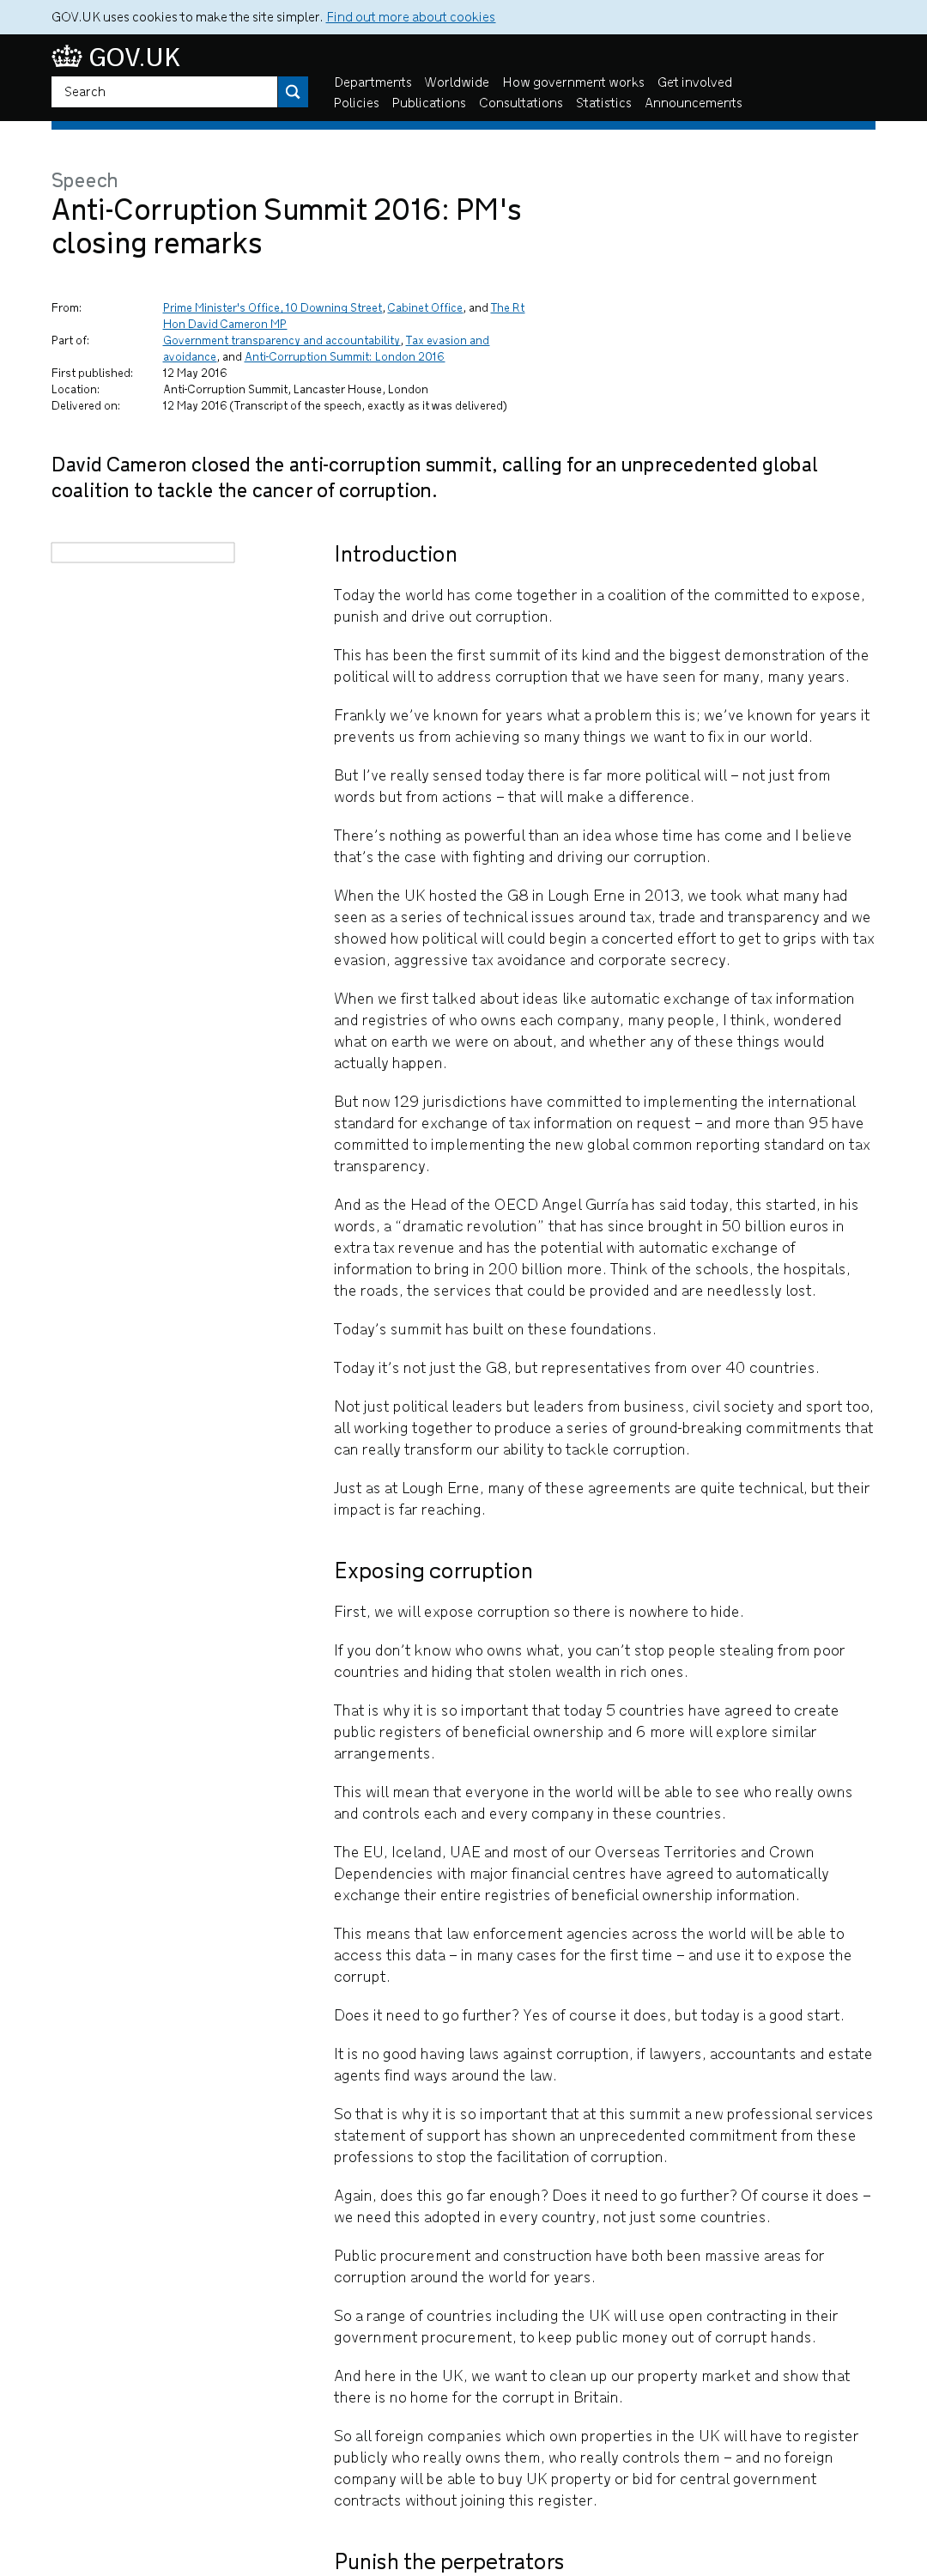 GOV.UK uses cookies to make the site simpler. Find out more about cookies
GOV.UK
Search
Departments Worldwide How government works Get involved
Policies Publications Consultations Statistics Announcements
Speech
Anti-Corruption Summit 2016: PM's
closing remarks
From: Prime Minister's Office, 10 Downing Street, Cabinet Office, and The Rt
Hon David Cameron MP
Part of: Government transparency and accountability, Tax evasion and
avoidance, and Anti-Corruption Summit: London 2016
First published: 12 May 2016
Location: Anti-Corruption Summit, Lancaster House, London
Delivered on: 12 May 2016 (Transcript of the speech, exactly as it was delivered)
David Cameron closed the anti-corruption summit, calling for an unprecedented global
coalition to tackle the cancer of corruption.
Introduction
Today the world has come together in a coalition of the committed to expose,
punish and drive out corruption.
This has been the first summit of its kind and the biggest demonstration of the
political will to address corruption that we have seen for many, many years.
Frankly we’ve known for years what a problem this is; we’ve known for years it
prevents us from achieving so many things we want to fix in our world.
But I’ve really sensed today there is far more political will – not just from
words but from actions – that will make a difference.
There’s nothing as powerful than an idea whose time has come and I believe
that’s the case with fighting and driving our corruption.
When the UK hosted the G8 in Lough Erne in 2013, we took what many had
seen as a series of technical issues around tax, trade and transparency and we
showed how political will could begin a concerted effort to get to grips with tax
evasion, aggressive tax avoidance and corporate secrecy.
When we first talked about ideas like automatic exchange of tax information
and registries of who owns each company, many people, I think, wondered
what on earth we were on about, and whether any of these things would
actually happen.
But now 129 jurisdictions have committed to implementing the international
standard for exchange of tax information on request – and more than 95 have
committed to implementing the new global common reporting standard on tax
transparency.
And as the Head of the OECD Angel Gurría has said today, this started, in his
words, a “dramatic revolution” that has since brought in 50 billion euros in
extra tax revenue and has the potential with automatic exchange of
information to bring in 200 billion more. Think of the schools, the hospitals,
the roads, the services that could be provided and are needlessly lost.
Today’s summit has built on these foundations.
Today it’s not just the G8, but representatives from over 40 countries.
Not just political leaders but leaders from business, civil society and sport too,
all working together to produce a series of ground-breaking commitments that
can really transform our ability to tackle corruption.
Just as at Lough Erne, many of these agreements are quite technical, but their
impact is far reaching.
Exposing corruption
First, we will expose corruption so there is nowhere to hide.
If you don’t know who owns what, you can’t stop people stealing from poor
countries and hiding that stolen wealth in rich ones.
That is why it is so important that today 5 countries have agreed to create
public registers of beneficial ownership and 6 more will explore similar
arrangements.
This will mean that everyone in the world will be able to see who really owns
and controls each and every company in these countries.
The EU, Iceland, UAE and most of our Overseas Territories and Crown
Dependencies with major financial centres have agreed to automatically
exchange their entire registries of beneficial ownership information.
This means that law enforcement agencies across the world will be able to
access this data – in many cases for the first time – and use it to expose the
corrupt.
Does it need to go further? Yes of course it does, but today is a good start.
It is no good having laws against corruption, if lawyers, accountants and estate
agents find ways around the law.
So that is why it is so important that at this summit a new professional services
statement of support has shown an unprecedented commitment from these
professions to stop the facilitation of corruption.
Again, does this go far enough? Does it need to go further? Of course it does –
we need this adopted in every country, not just some countries.
Public procurement and construction have both been massive areas for
corruption around the world for years.
So a range of countries including the UK will use open contracting in their
government procurement, to keep public money out of corrupt hands.
And here in the UK, we want to clean up our property market and show that
there is no home for the corrupt in Britain.
So all foreign companies which own properties in the UK will have to register
publicly who really owns them, who really controls them – and no foreign
company will be able to buy UK property or bid for central government
contracts without joining this register.
Punish the perpetrators